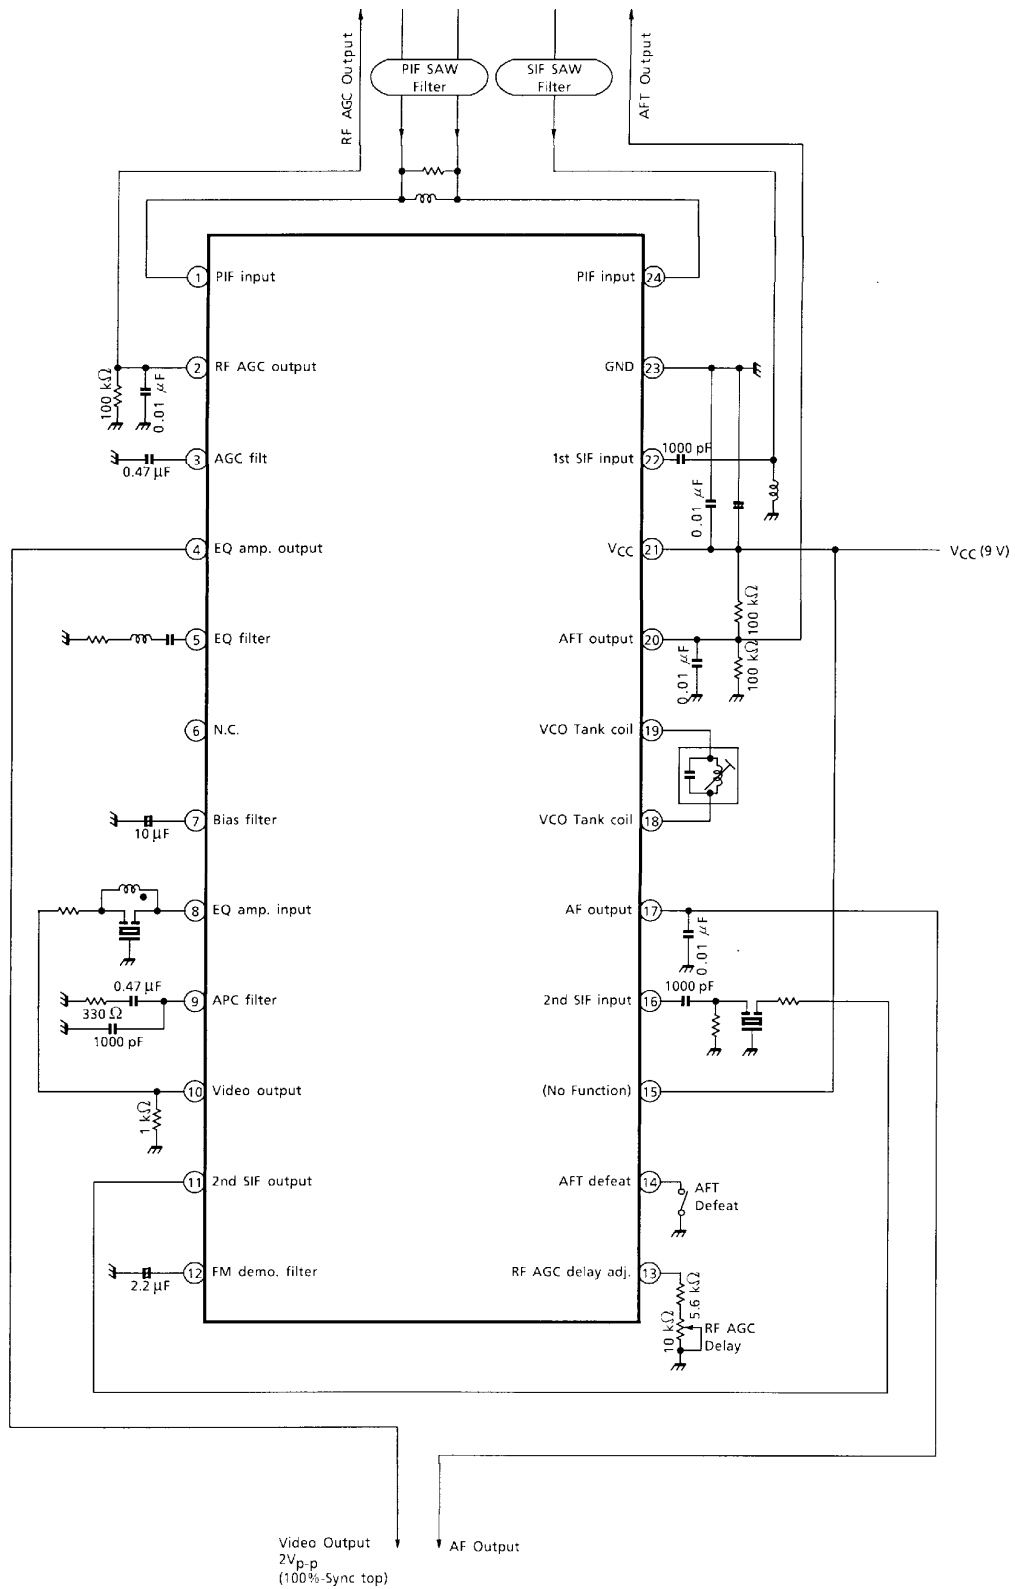 RF AGC Output
PIF SAW
Filter
SIF SAW
Filter
AFT Output
1
PIF input
PIF input
24
2
RF AGC output
GND
23
100 kΩ
0.01 μF
3
AGC filt
0.47 μF
1st SIF input
22
1000 pF
0.01 μF
4
EQ amp. output
VCC
21
VCC (9 V)
100 kΩ
5
EQ filter
AFT output
20
0.01 μF
100 kΩ
6
N.C.
VCO Tank coil
19
7
Bias filter
10 μF
VCO Tank coil
18
8
EQ amp. input
AF output
17
0.01 μF
9
APC filter
0.47 μF
330 Ω
1000 pF
2nd SIF input
16
1000 pF
10
Video output
1 kΩ
(No Function)
15
11
2nd SIF output
AFT defeat
14
AFT
Defeat
12
FM demo. filter
2.2 μF
RF AGC delay adj.
13
5.6 kΩ
10 kΩ
RF AGC
Delay
Video Output
2Vp-p
(100%-Sync top)
AF Output